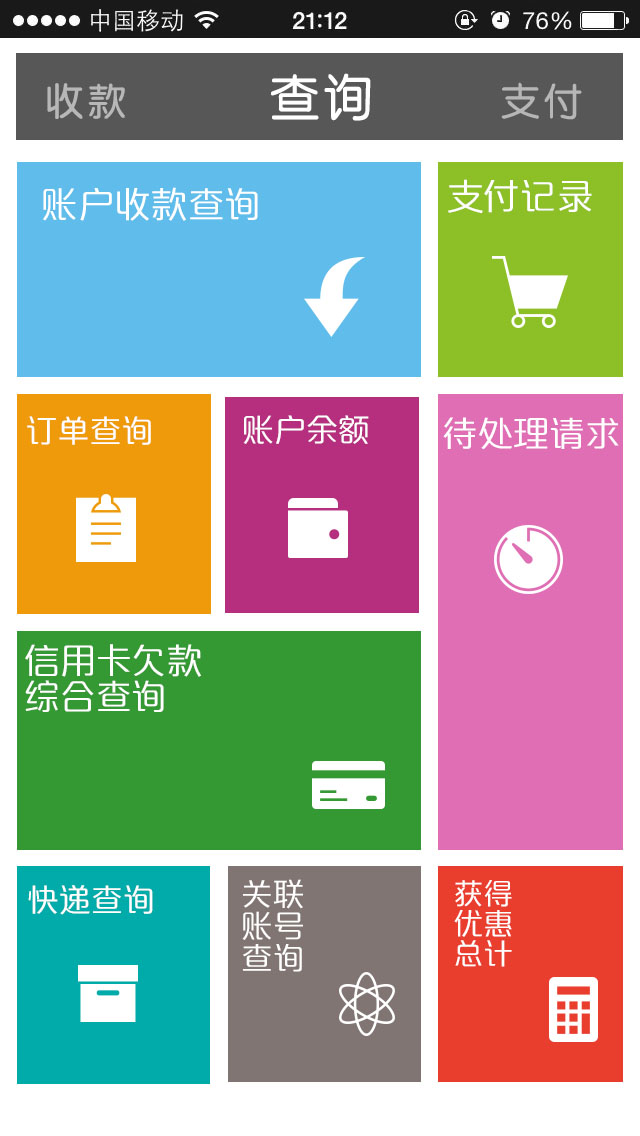 中国移动 21:12 76%
收款 查询 支付
账户收款查询
支付记录
订单查询
账户余额
待处理请求
信用卡欠款
综合查询
快递查询
关联
账号
查询
获得
优惠
总计